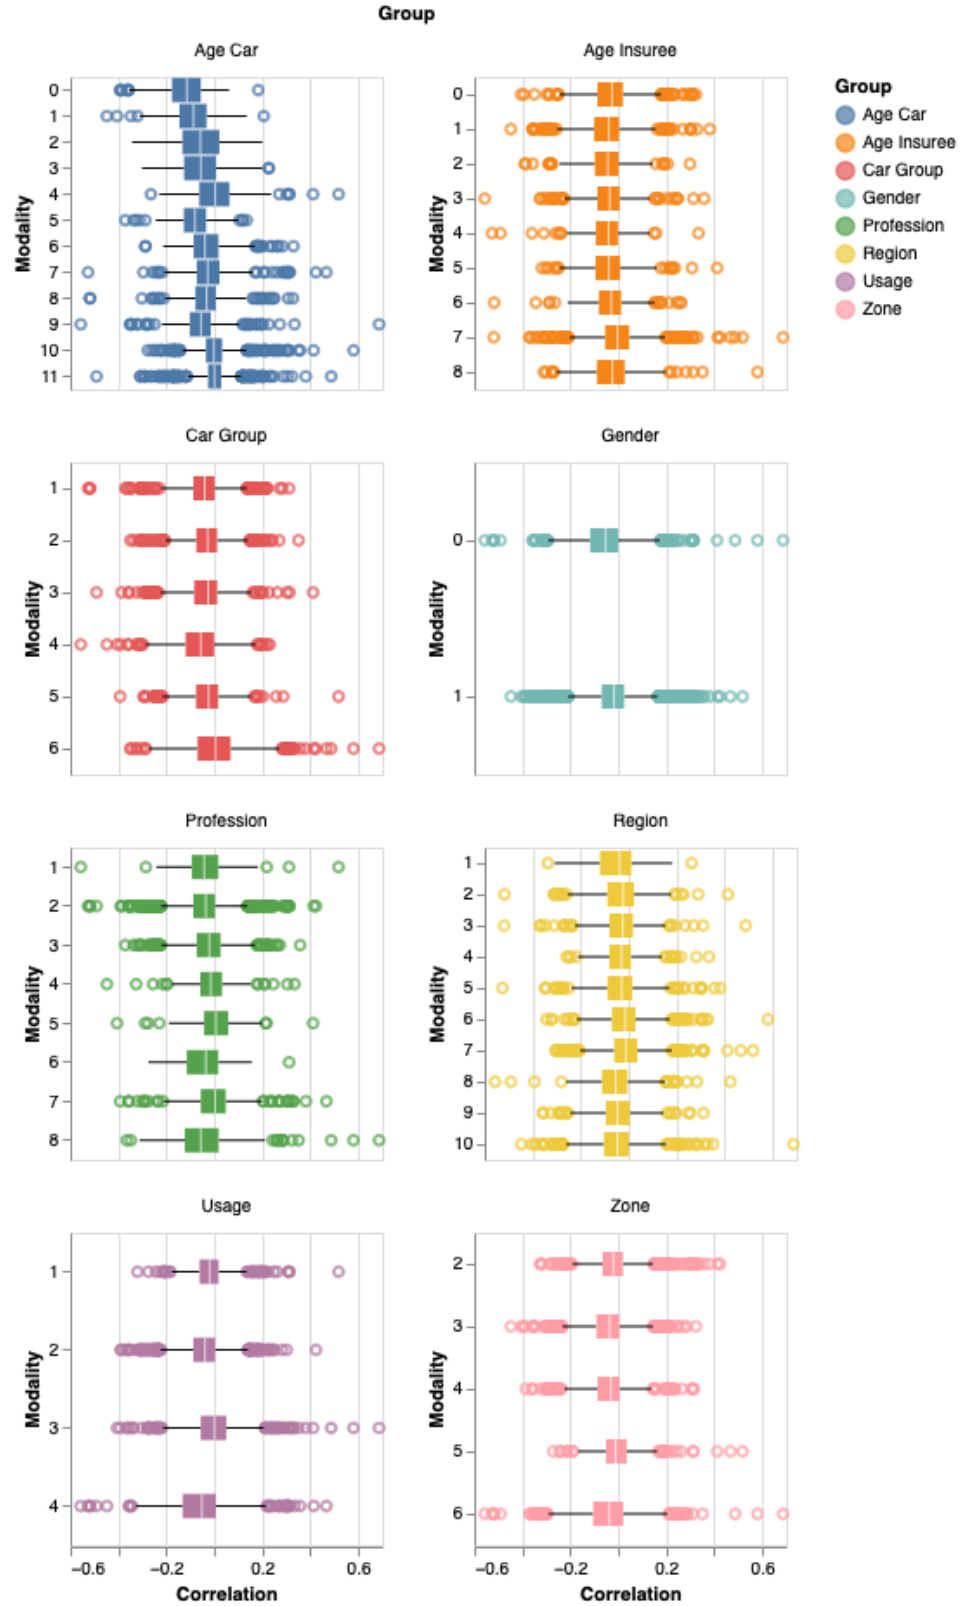 Group
Age Car
Age Insuree
Modality
0
1
2
3
4
5
6
7
8
9
10
11
Modality
0
1
2
3
4
5
6
7
8
Group
Age Car
Age Insuree
Car Group
Gender
Profession
Region
Usage
Zone
Car Group
Gender
Modality
1
2
3
4
5
6
Modality
0
1
Profession
Region
Modality
1
2
3
4
5
6
7
8
Modality
1
2
3
4
5
6
7
8
9
10
Usage
Zone
Modality
1
2
3
4
Modality
2
3
4
5
6
−0.6 −0.2 0.2 0.6
Correlation
−0.6 −0.2 0.2 0.6
Correlation